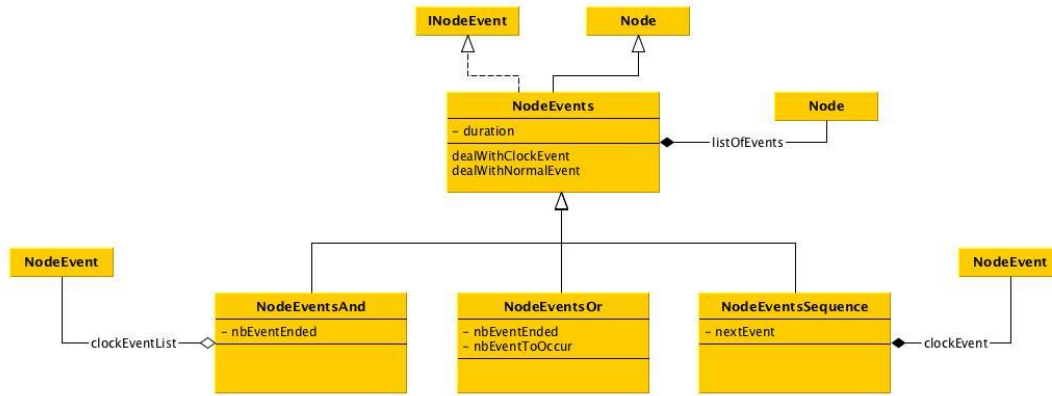 INodeEvent
Node
NodeEvents
– duration
dealWithClockEvent
dealWithNormalEvent
listOfEvents
Node
NodeEvent
NodeEvent
NodeEventsAnd
– nbEventEnded
clockEventList
NodeEventsOr
– nbEventEnded
– nbEventToOccur
NodeEventsSequence
– nextEvent
clockEvent